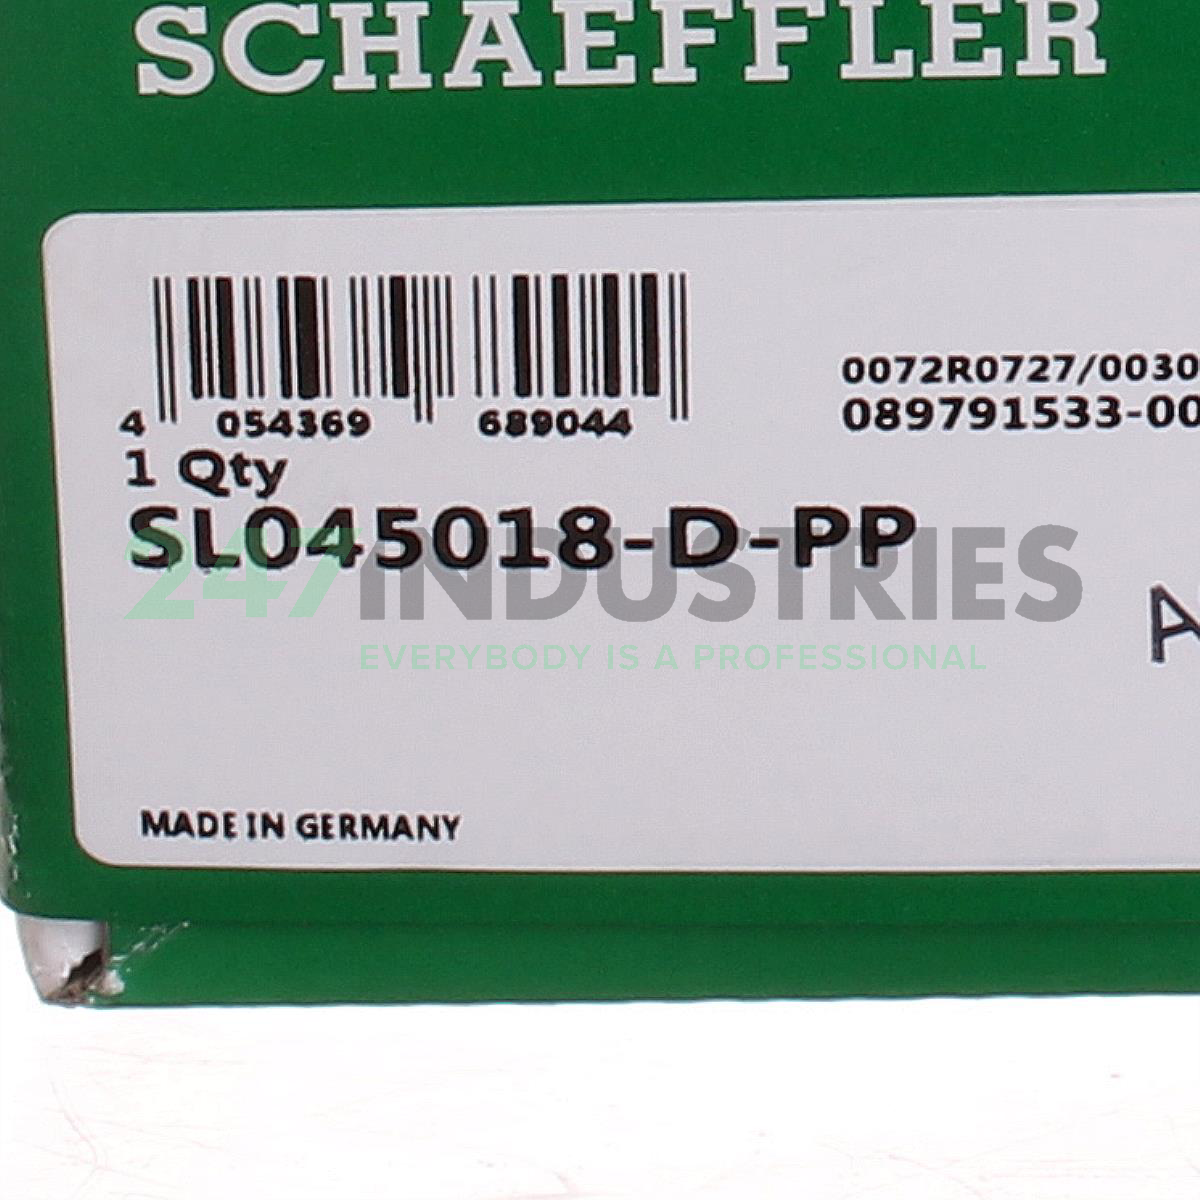 SCHAEFFLER
4 054369 689044
0072R0727/0030
089791533-00
1 Qty
SL045018-D-PP
247INDUSTRIES
EVERYBODY IS A PROFESSIONAL
A
MADE IN GERMANY